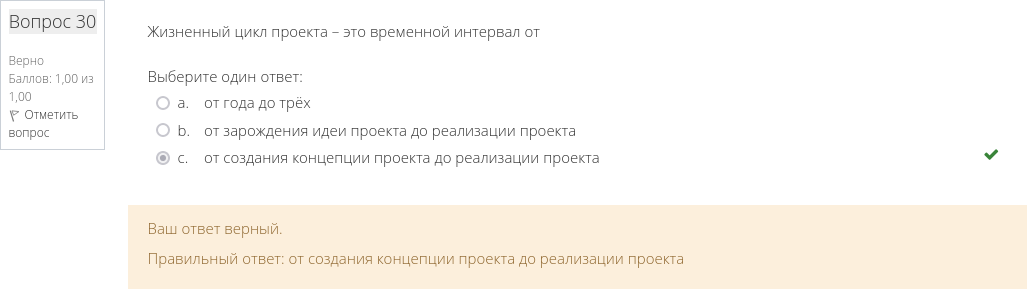 Вопрос 30
Верно
Баллов: 1,00 из
1,00
Отметить
вопрос
Жизненный цикл проекта – это временной интервал от
Выберите один ответ:
a. от года до трёх
b. от зарождения идеи проекта до реализации проекта
c. от создания концепции проекта до реализации проекта
Ваш ответ верный.
Правильный ответ: от создания концепции проекта до реализации проекта